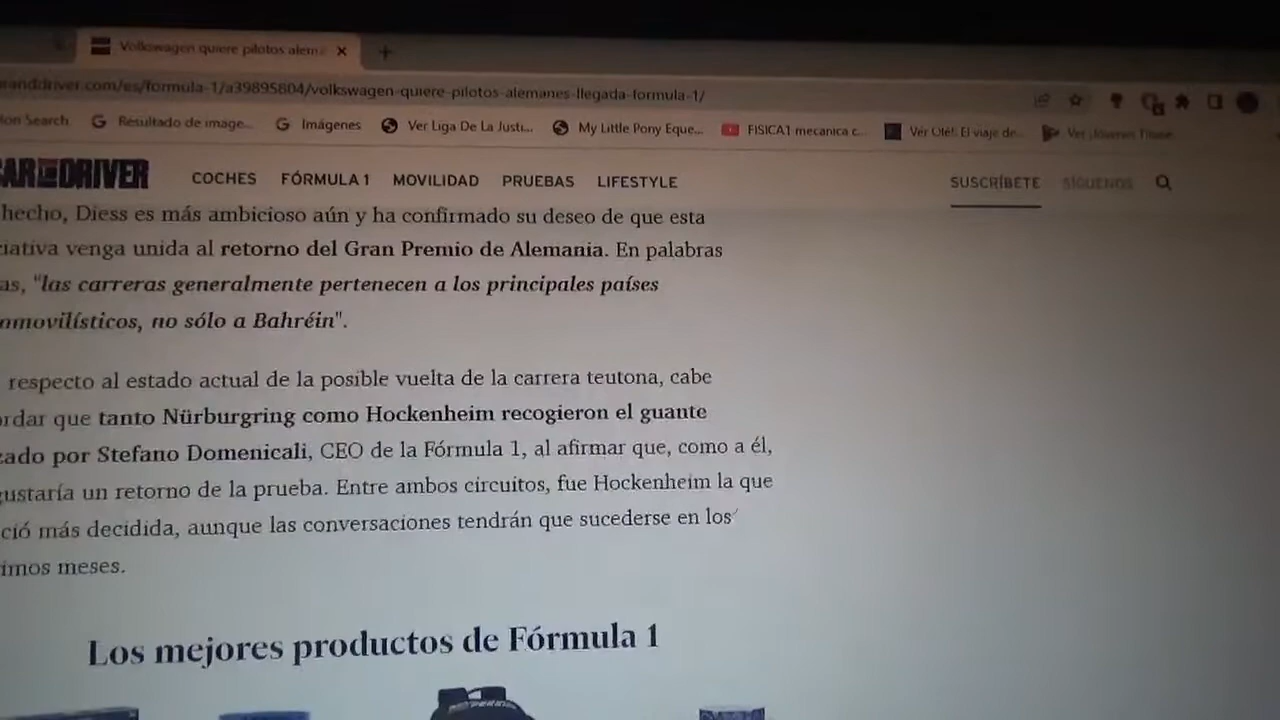 Volkswagen quiere pilotos alem
anddriver.com/es/formula-1/a39895804/volkswagen-quiere-pilotos-alemanes-llegada-formula-1/
Search
Resultado de image...
Imágenes
Ver Liga De La Justi...
My Little Pony Eque...
FISICA1 mecanica c...
Ver Olé!: El viaje de...
CAR AND DRIVER
COCHES
FÓRMULA 1
MOVILIDAD
PRUEBAS
LIFESTYLE
SUSCRÍBETE
SÍGUENOS
hecho, Diess es más ambicioso aún y ha confirmado su deseo de que esta
iativa venga unida al retorno del Gran Premio de Alemania. En palabras
as, "las carreras generalmente pertenecen a los principales países
omovilísticos, no sólo a Bahréin".
respecto al estado actual de la posible vuelta de la carrera teutona, cabe
ordar que tanto Nürburgring como Hockenheim recogieron el guante
zado por Stefano Domenicali, CEO de la Fórmula 1, al afirmar que, como a él,
gustaría un retorno de la prueba. Entre ambos circuitos, fue Hockenheim la que
ció más decidida, aunque las conversaciones tendrán que sucederse en los
imos meses.
Los mejores productos de Fórmula 1